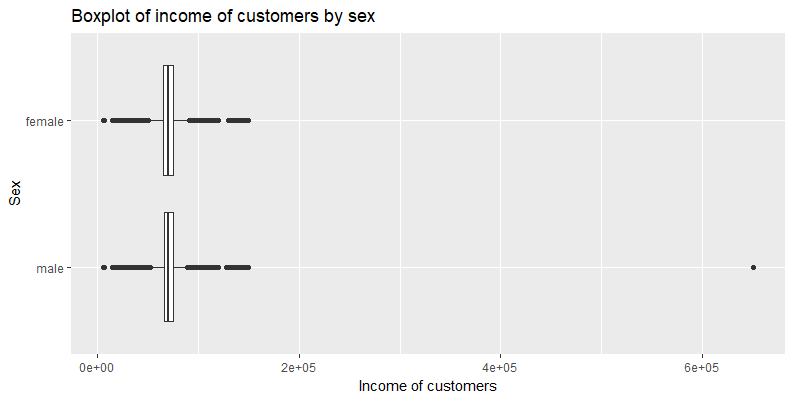 Boxplot of income of customers by sex
Sex
female
male
0e+00
2e+05
4e+05
6e+05
Income of customers